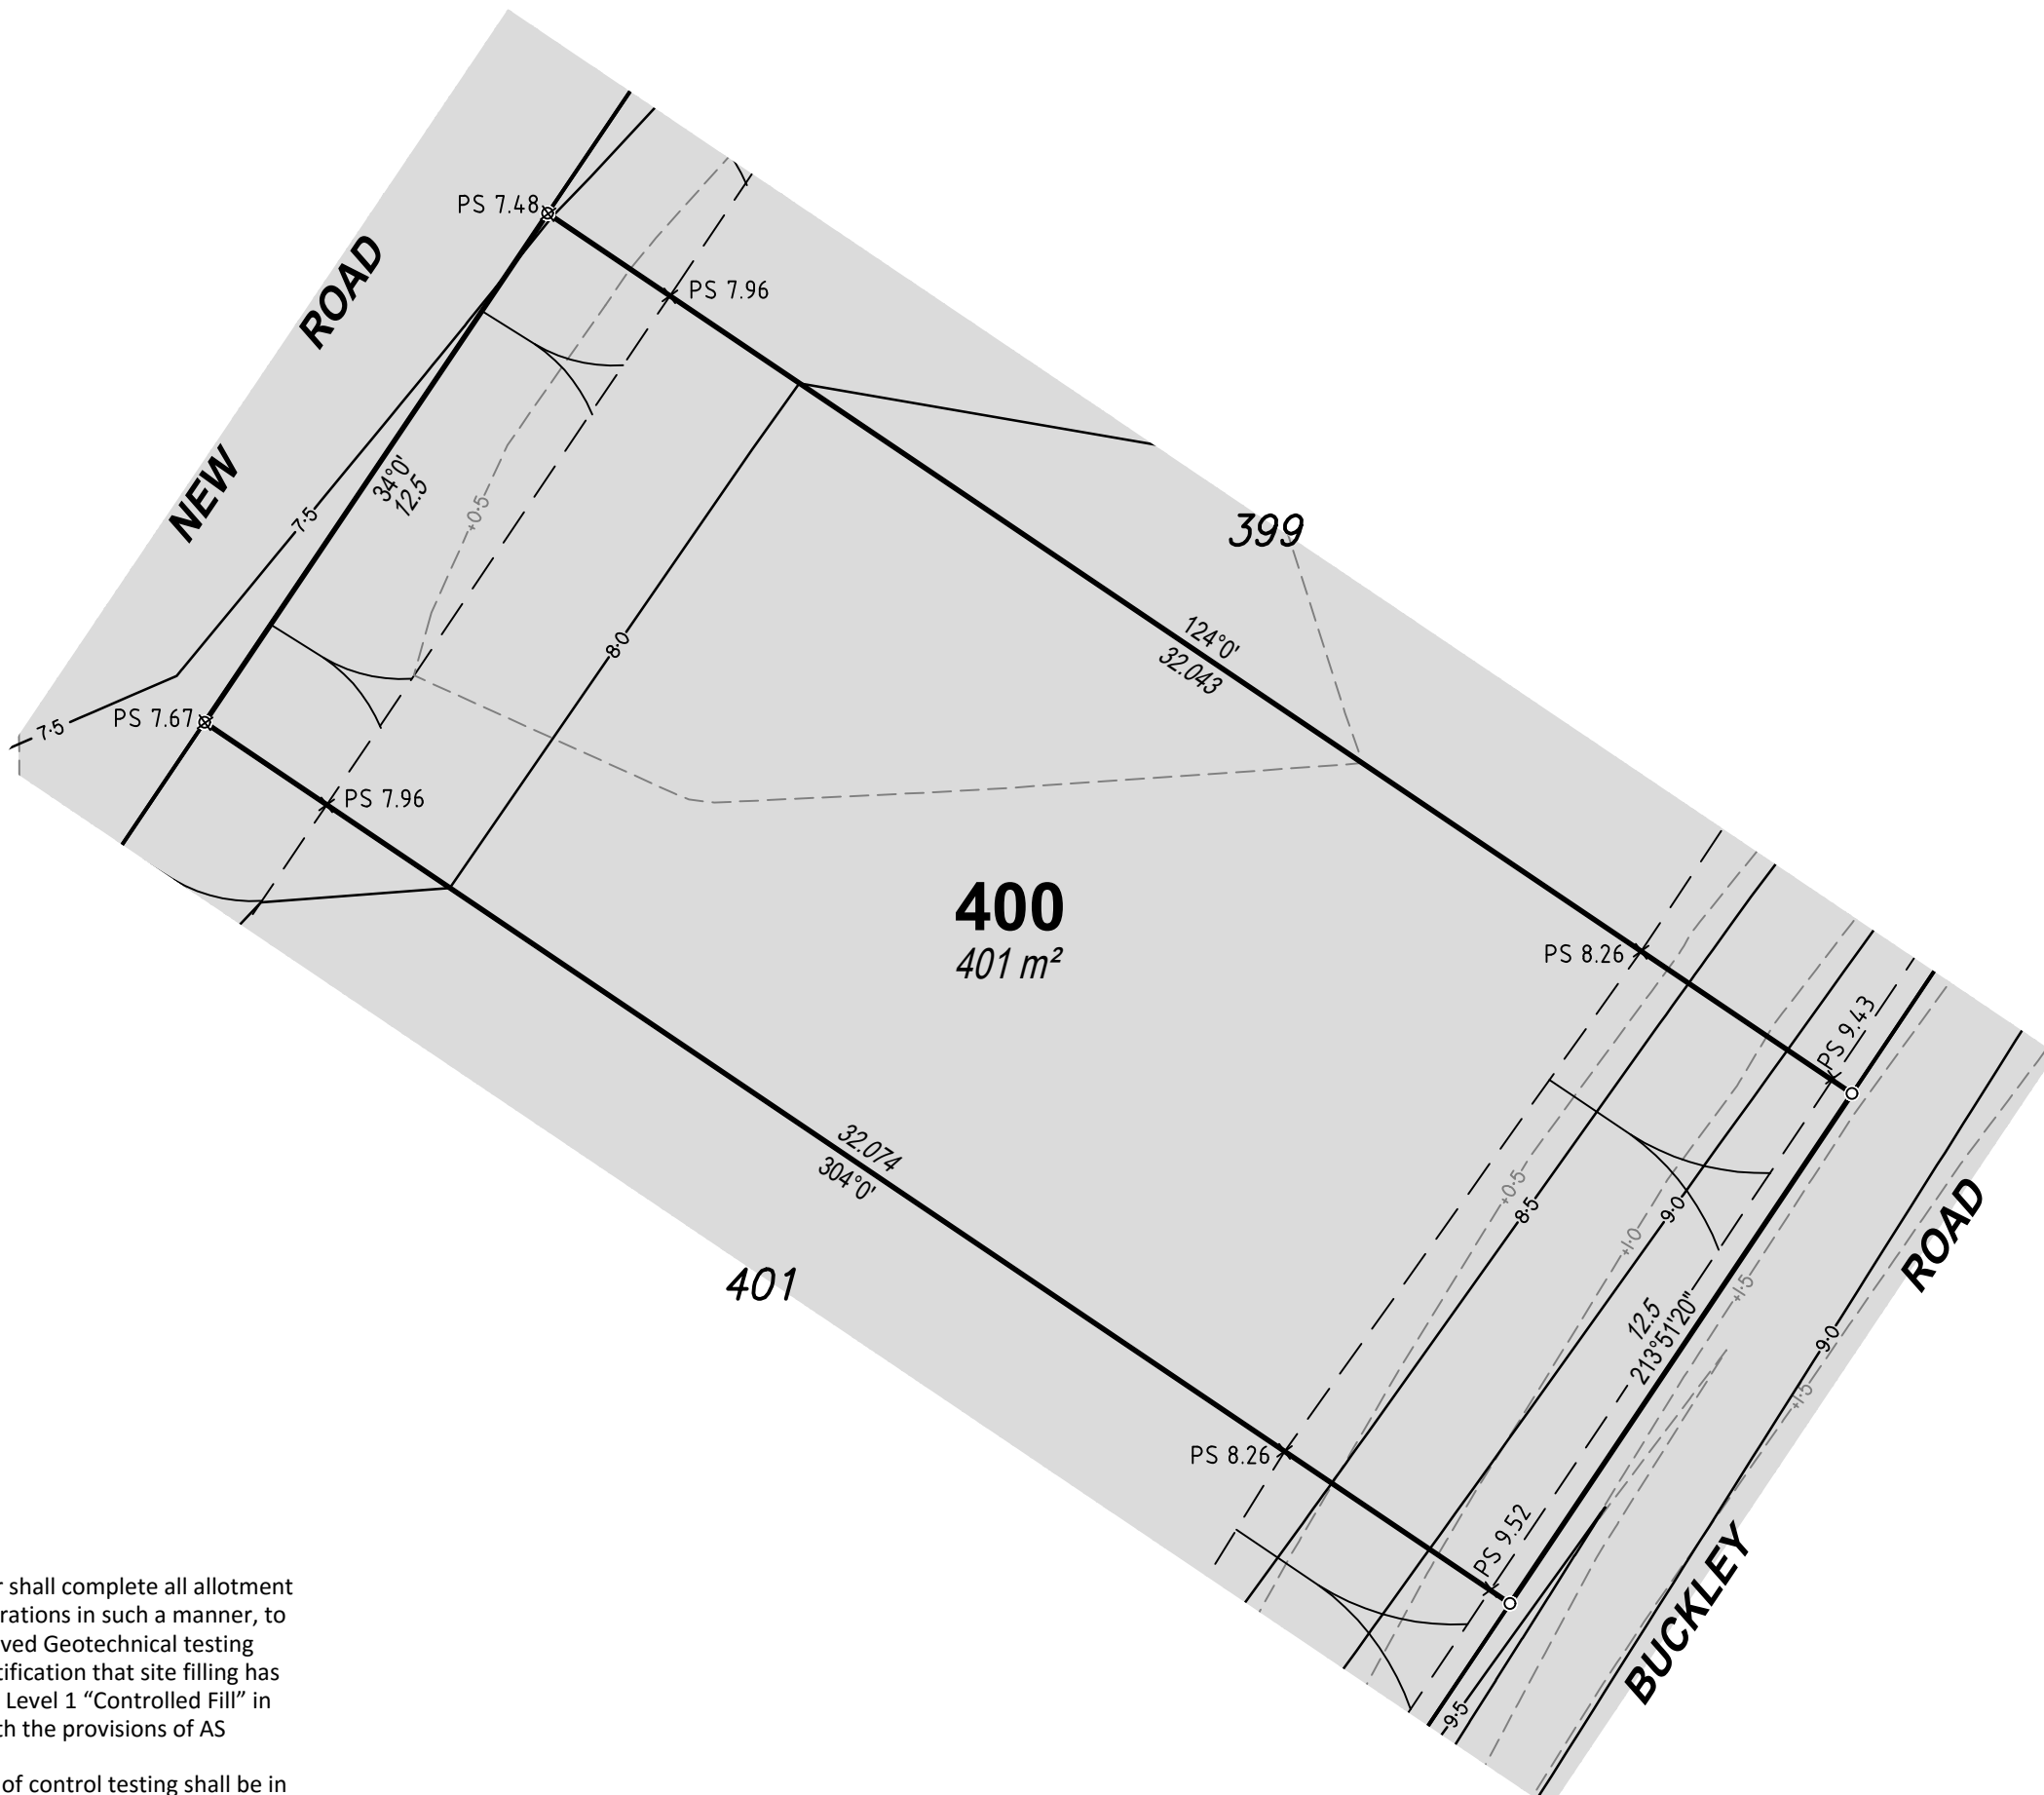 PS 7.48
PS 7.96
NEW ROAD
34°0'
12.5
+0·5
7·5
7·5
PS 7.67
PS 7.96
8·0
399
124°0'
32.043
400
401 m²
PS 8.26
PS 9.43
32.074
304°0'
401
+0·5
8·5
+1·0
9·0
+1·5
12.5
213°51'20"
9·0
+1·5
PS 8.26
PS 9.52
9·5
BUCKLEY ROAD
r shall complete all allotment
rations in such a manner, to
ved Geotechnical testing
tification that site filling has
Level 1 “Controlled Fill” in
th the provisions of AS
of control testing shall be in